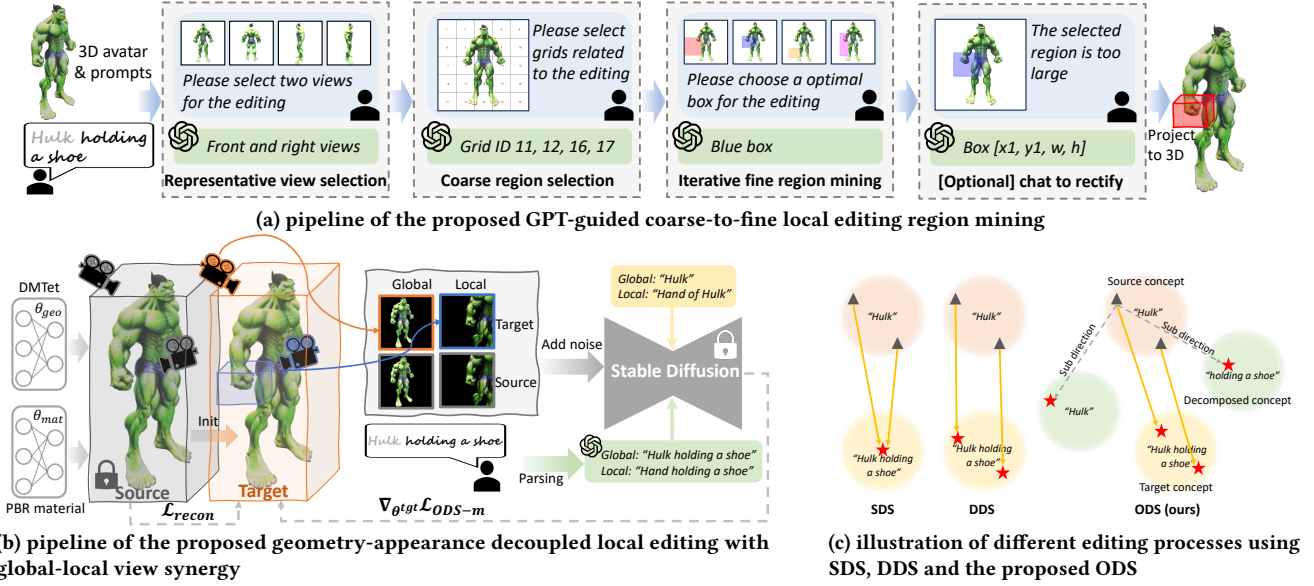 3D avatar
& prompts
Hulk holding
a shoe
Please select two views
for the editing
Front and right views
Representative view selection
Please select
grids related
to the editing
Grid ID 11, 12, 16, 17
Coarse region selection
Please choose a optimal
box for the editing
Blue box
Iterative fine region mining
The selected
region is too
large
Box [x1, y1, w, h]
[Optional] chat to rectify
Project
to 3D
(a) pipeline of the proposed GPT-guided coarse-to-fine local editing region mining
DMTet
θgeo
θmat
PBR material
Init
Source
Target
ℒrecon
Global
Local
Target
Source
Hulk holding a shoe
Add noise
Parsing
Global: "Hulk"
Local: "Hand of Hulk"
Stable Diffusion
Global: "Hulk holding a shoe"
Local: "Hand holding a shoe"
∇θtgtℒODS−m
(b) pipeline of the proposed geometry-appearance decoupled local editing with
global-local view synergy
"Hulk"
"Hulk holding
a shoe"
SDS
"Hulk"
"Hulk holding
a shoe"
DDS
Source concept
"Hulk"
Sub direction
Sub direction
"Hulk"
"holding a shoe"
Decomposed concept
"Hulk holding
a shoe"
Target concept
ODS (ours)
(c) illustration of different editing processes using
SDS, DDS and the proposed ODS